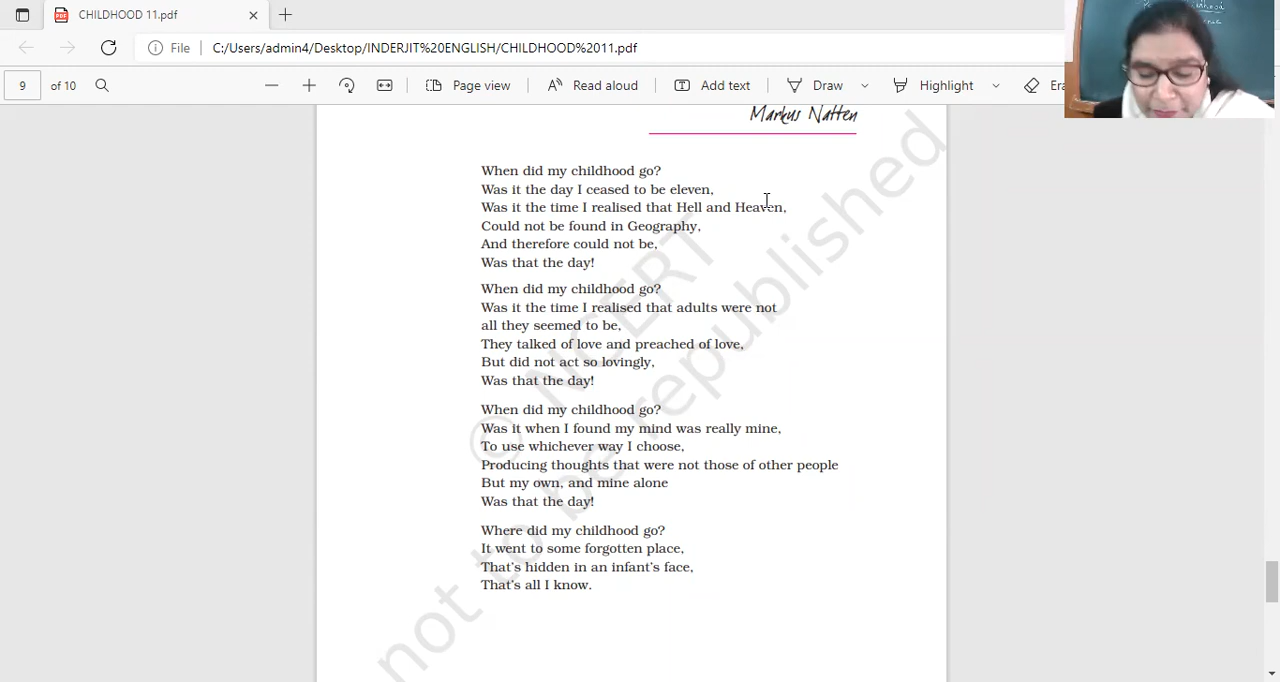 CHILDHOOD 11.pdf
File C:/Users/admin4/Desktop/INDERJIT%20ENGLISH/CHILDHOOD%2011.pdf
9 of 10 Page view Read aloud Add text Draw Highlight
Markus Natten
When did my childhood go?
Was it the day I ceased to be eleven,
Was it the time I realised that Hell and Heaven,
Could not be found in Geography,
And therefore could not be,
Was that the day!
When did my childhood go?
Was it the time I realised that adults were not
all they seemed to be,
They talked of love and preached of love,
But did not act so lovingly,
Was that the day!
When did my childhood go?
Was it when I found my mind was really mine,
To use whichever way I choose,
Producing thoughts that were not those of other people
But my own, and mine alone
Was that the day!
Where did my childhood go?
It went to some forgotten place,
That's hidden in an infant's face,
That's all I know.
© NCERT
not to be republished